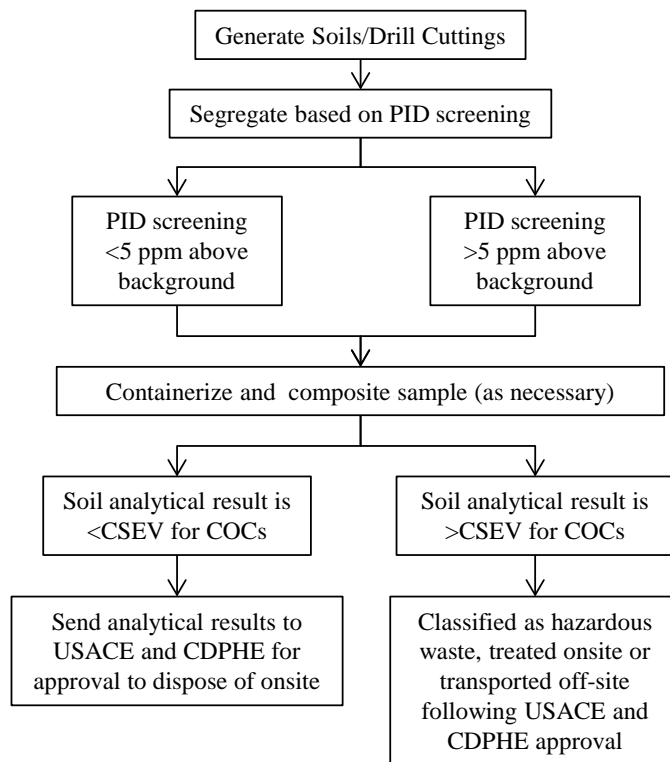 Generate Soils/Drill Cuttings
Segregate based on PID screening
PID screening
<5 ppm above
background
PID screening
>5 ppm above
background
Containerize and  composite sample (as necessary)
Soil analytical result is
<CSEV for COCs
Soil analytical result is
>CSEV for COCs
Send analytical results to
USACE and CDPHE for
approval to dispose of onsite
Classified as hazardous
waste, treated onsite or
transported off-site
following USACE and
CDPHE approval